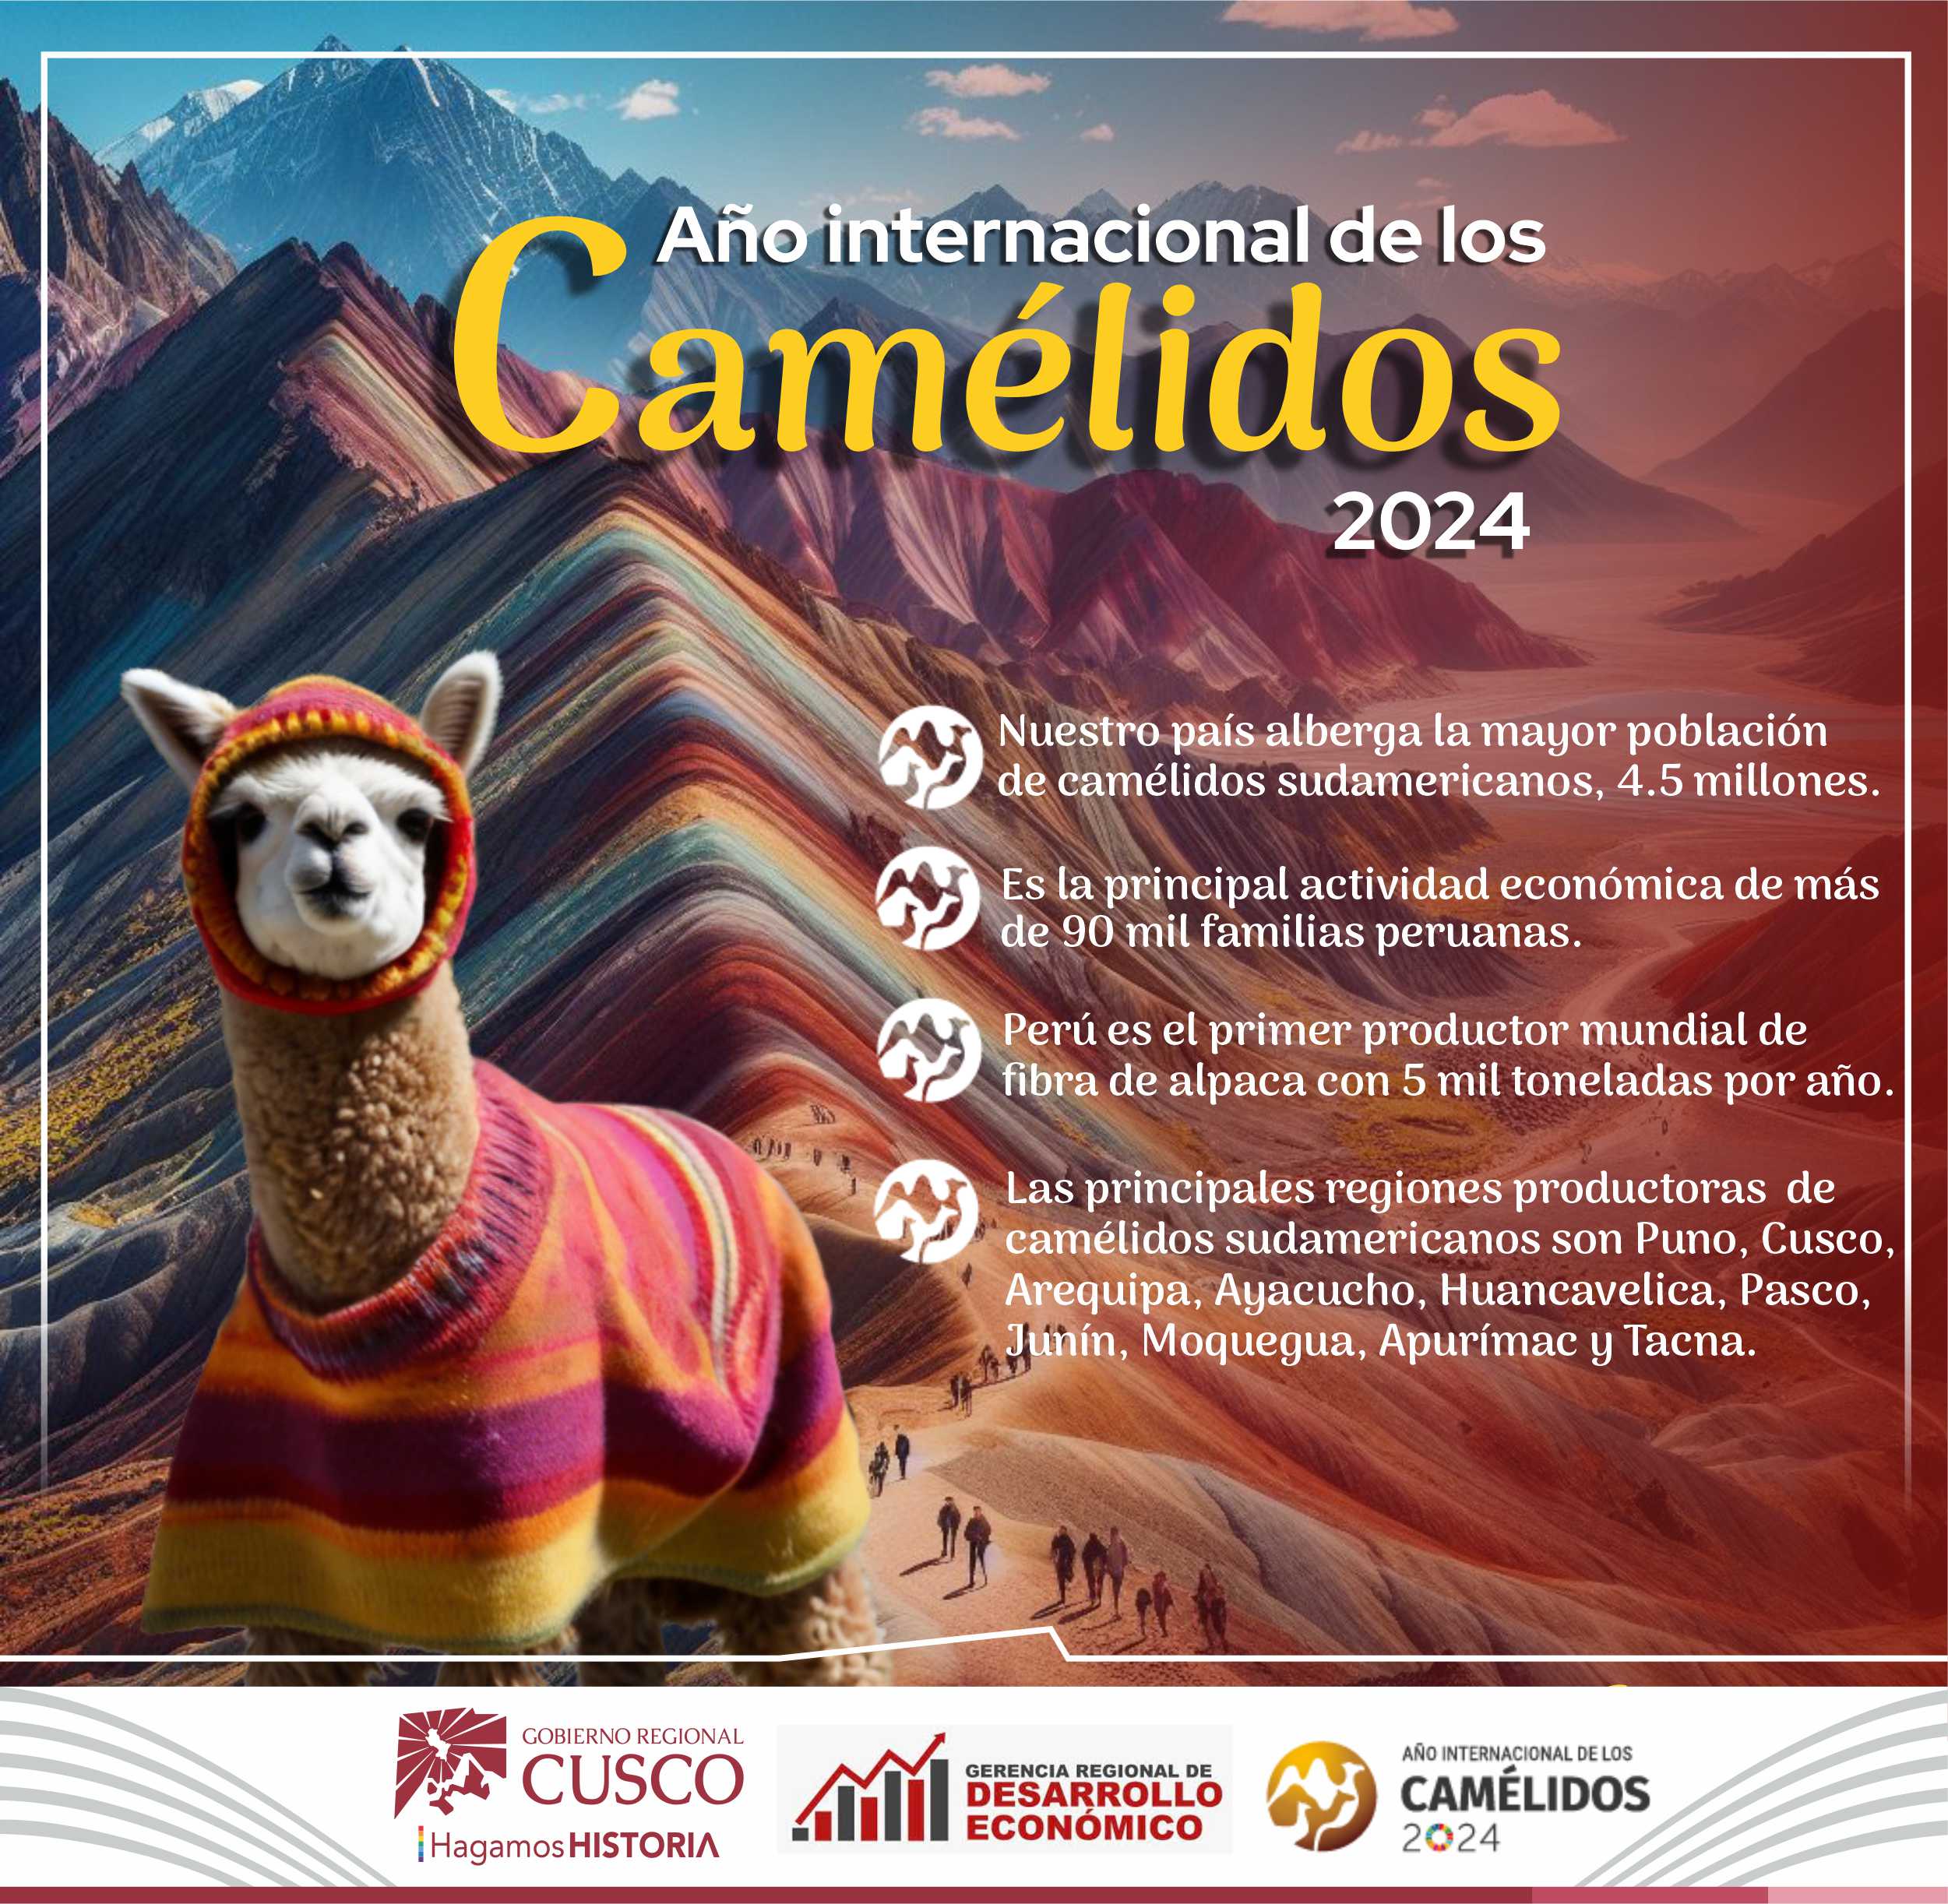 Año internacional de los
Camélidos
2024
Nuestro país alberga la mayor población
de camélidos sudamericanos, 4.5 millones.
Es la principal actividad económica de más
de 90 mil familias peruanas.
Perú es el primer productor mundial de
fibra de alpaca con 5 mil toneladas por año.
Las principales regiones productoras de
camélidos sudamericanos son Puno, Cusco,
Arequipa, Ayacucho, Huancavelica, Pasco,
Junín, Moquegua, Apurímac y Tacna.
GOBIERNO REGIONAL
CUSCO
Hagamos HISTORIA
GERENCIA REGIONAL DE
DESARROLLO
ECONÓMICO
AÑO INTERNACIONAL DE LOS
CAMÉLIDOS
2024